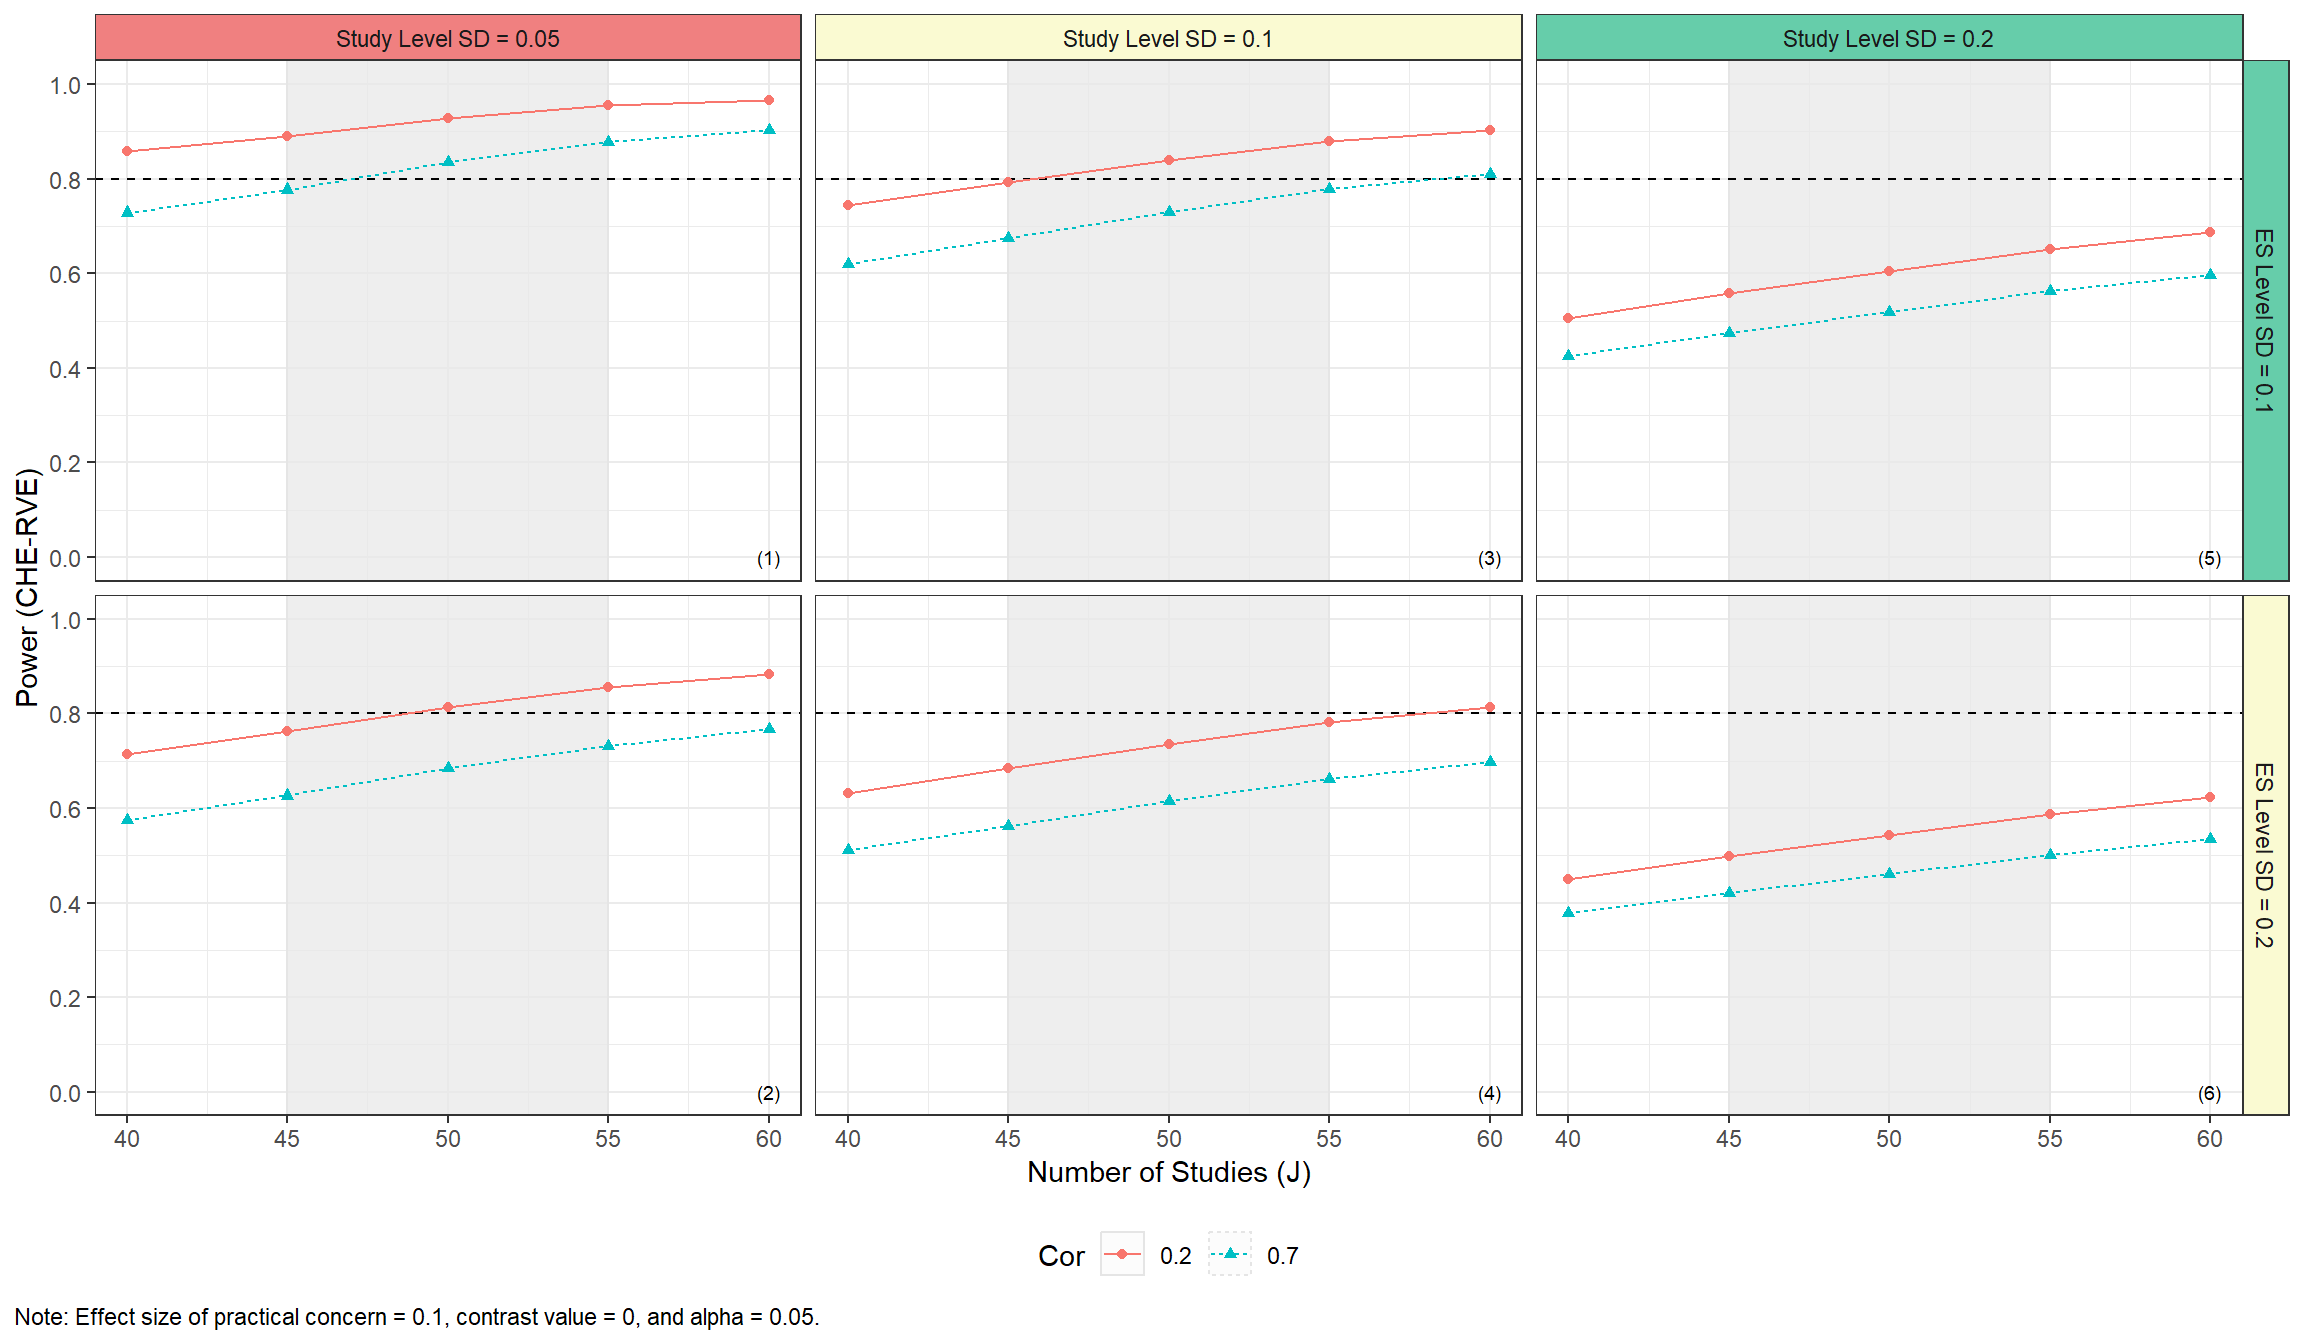 Study Level SD = 0.05
Study Level SD = 0.1
Study Level SD = 0.2
1.0
0.8
0.6
0.4
0.2
0.0
(1)
(3)
(5)
ES Level SD = 0.1
Power (CHE-RVE)
1.0
0.8
0.6
0.4
0.2
0.0
(2)
(4)
(6)
ES Level SD = 0.2
40 45 50 55 60
40 45 50 55 60
40 45 50 55 60
Number of Studies (J)
Cor 0.2 0.7
Note: Effect size of practical concern = 0.1, contrast value = 0, and alpha = 0.05.